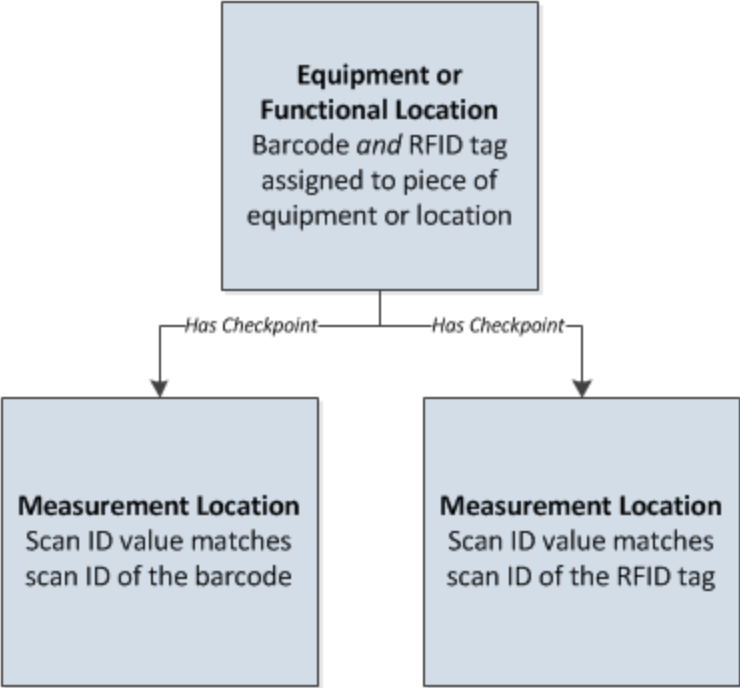 Equipment or
Functional Location
Barcode and RFID tag
assigned to piece of
equipment or location
Has Checkpoint
Has Checkpoint
Measurement Location
Scan ID value matches
scan ID of the barcode
Measurement Location
Scan ID value matches
scan ID of the RFID tag